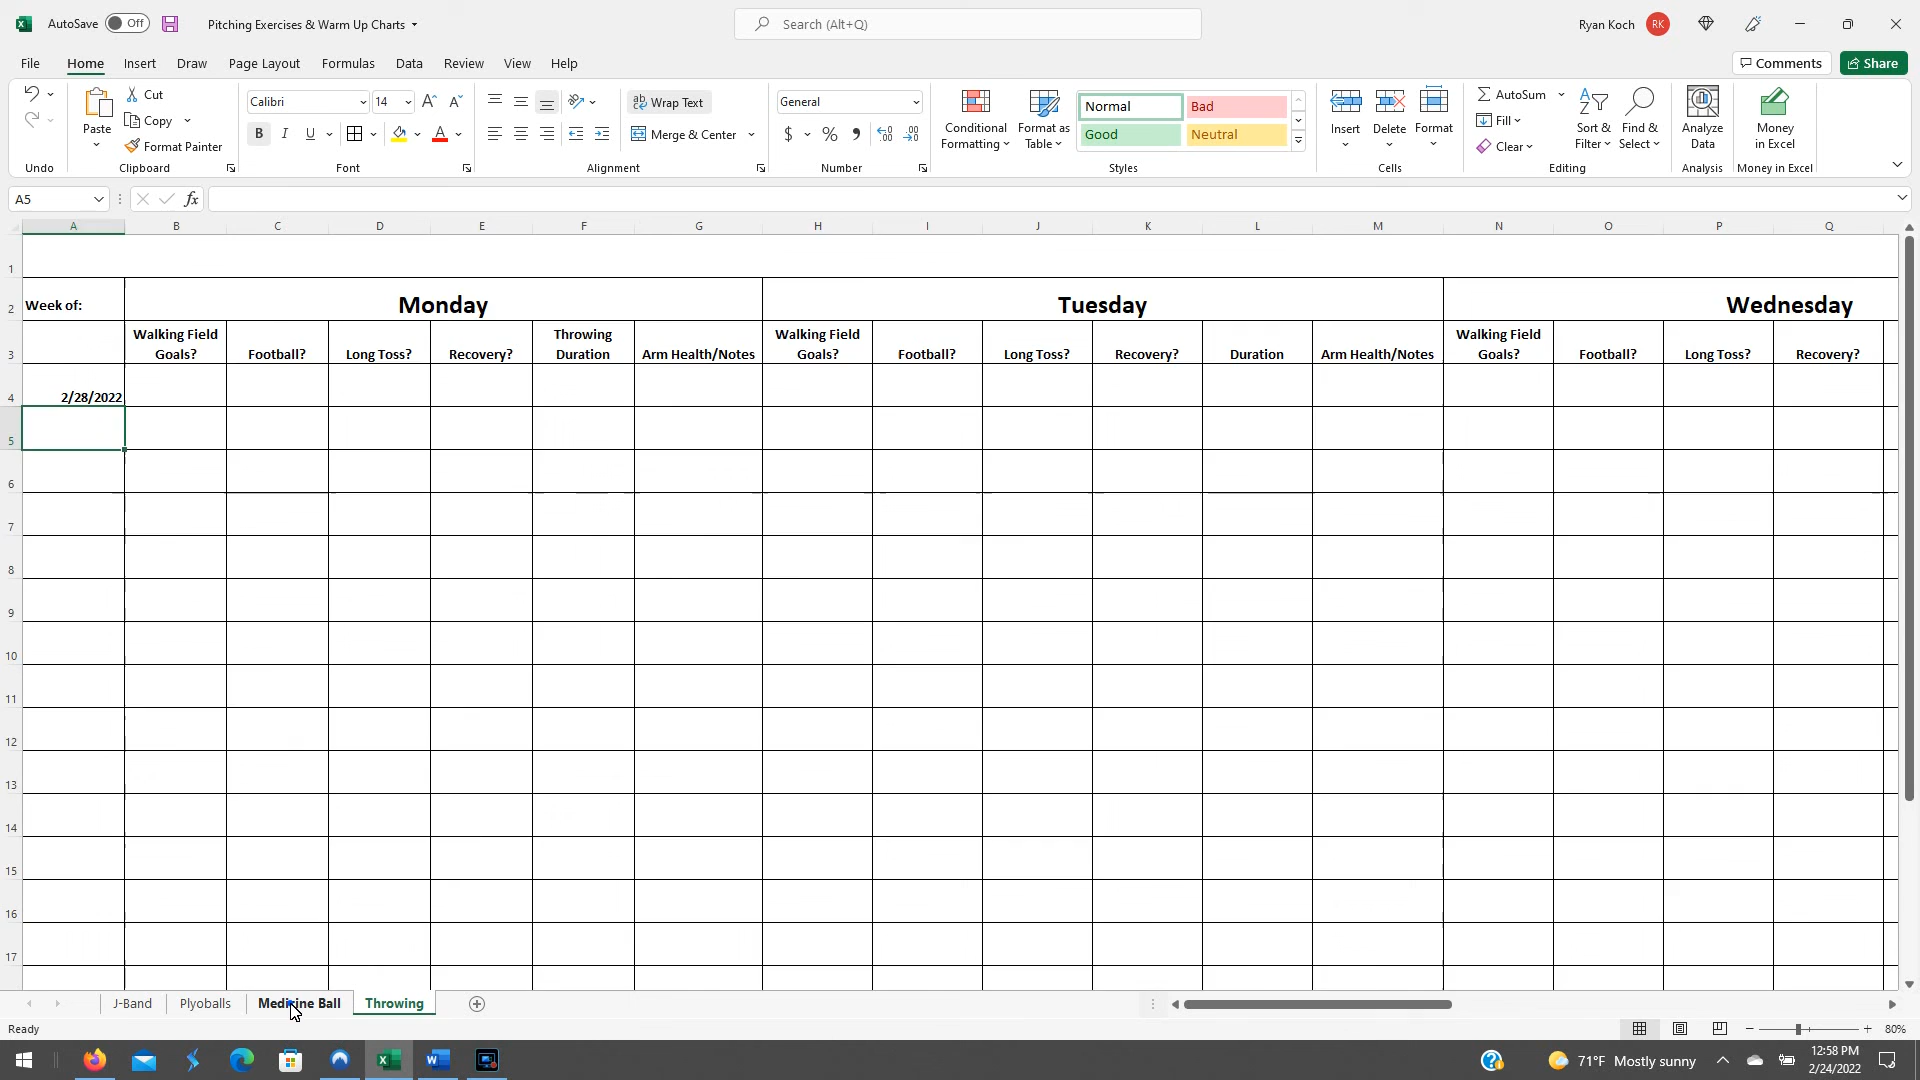 AutoSave Off Pitching Exercises & Warm Up Charts Search (Alt+Q) Ryan Koch RK
File Home Insert Draw Page Layout Formulas Data Review View Help Comments Share
Paste Cut Copy Format Painter
Calibri 14 B I U A
Wrap Text Merge & Center
General $ % 9
Conditional Formatting Format as Table
Normal Bad
Good Neutral
Insert Delete Format
AutoSum Fill Clear
Sort & Filter Find & Select
Analyze Data
Money in Excel
Undo Clipboard Font Alignment Number Styles Cells Editing Analysis Money in Excel
A5 fx
A B C D E F G H I J K L M N O P Q
1
2 Week of: Monday Tuesday Wednesday
3 Walking Field Goals? Football? Long Toss? Recovery? Throwing Duration Arm Health/Notes Walking Field Goals? Football? Long Toss? Recovery? Duration Arm Health/Notes Walking Field Goals? Football? Long Toss? Recovery?
4 2/28/2022
5
6
7
8
9
10
11
12
13
14
15
16
17
J-Band Plyoballs Medicine Ball Throwing
Ready 80%
71°F Mostly sunny 12:58 PM
2/24/2022